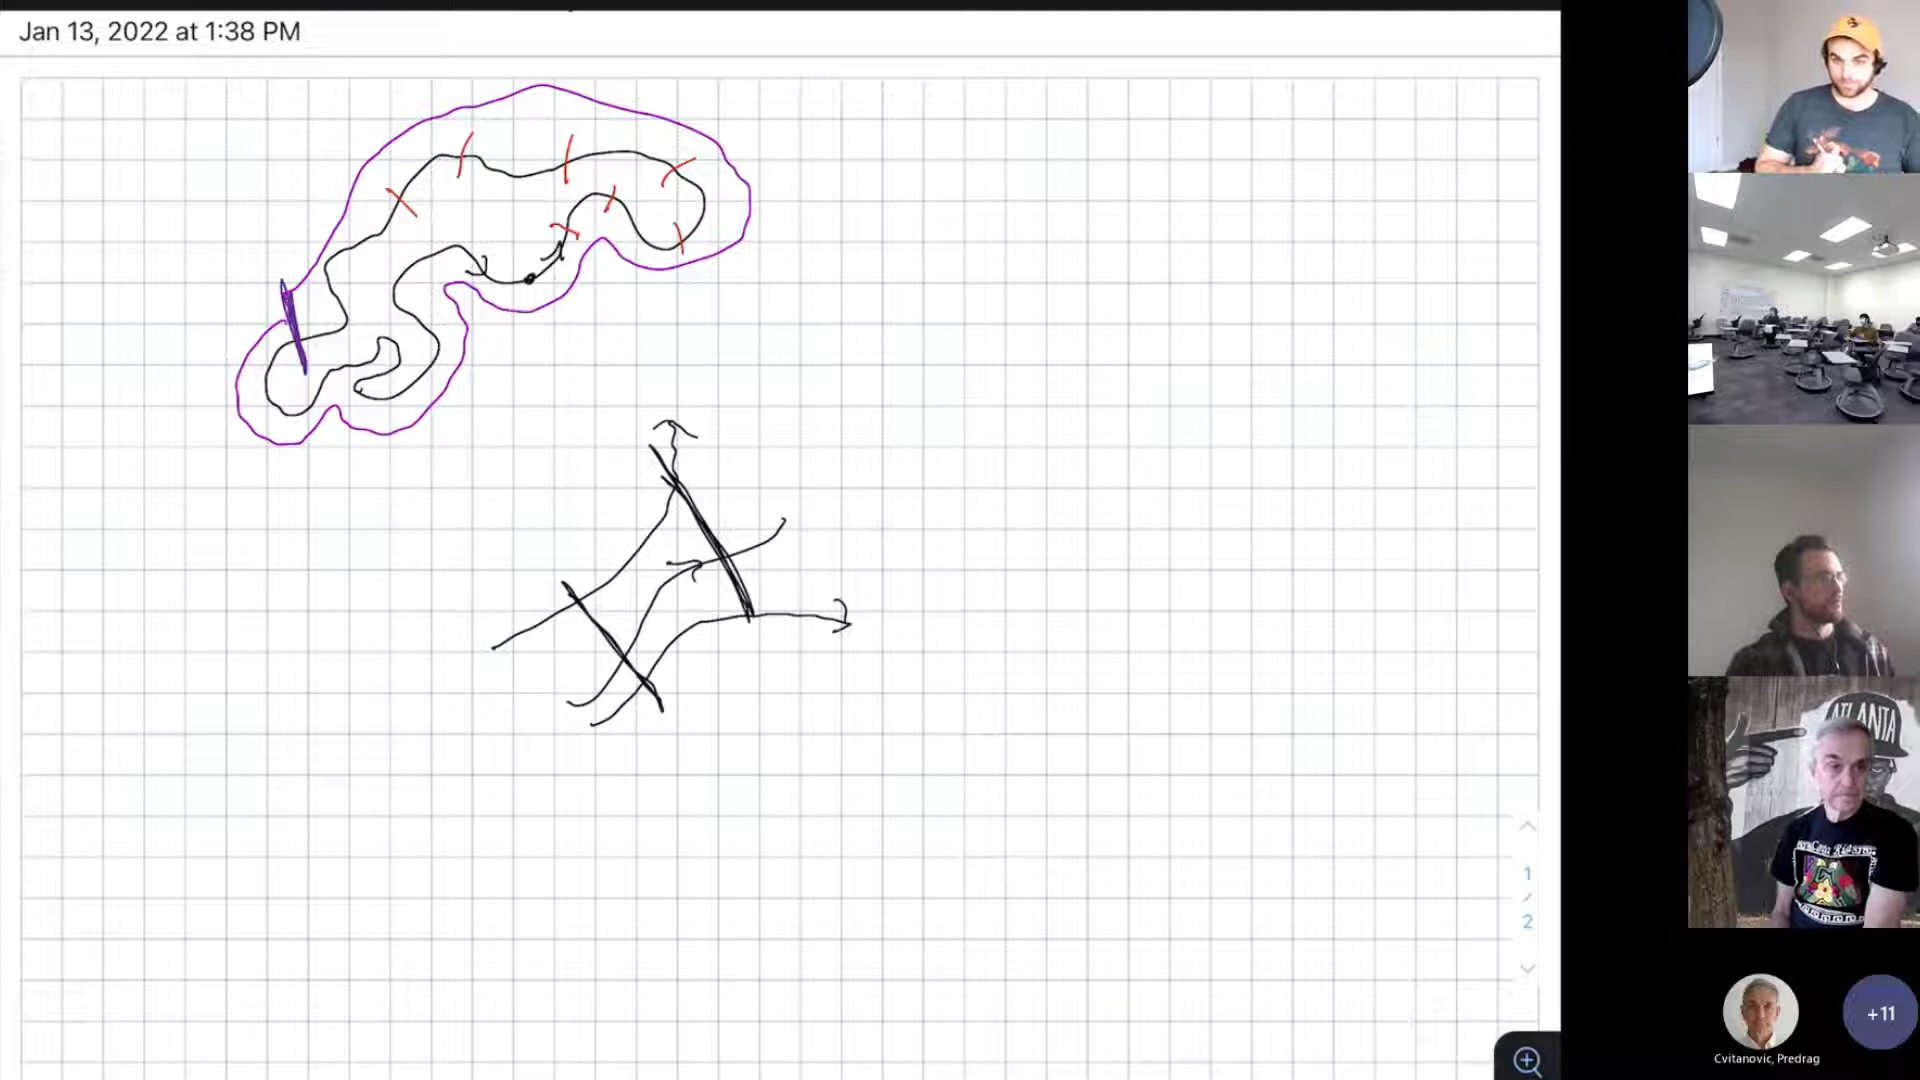 Jan 13, 2022 at 1:38 PM
ATLANTA
1
2
+11
Cvitanovic, Predrag